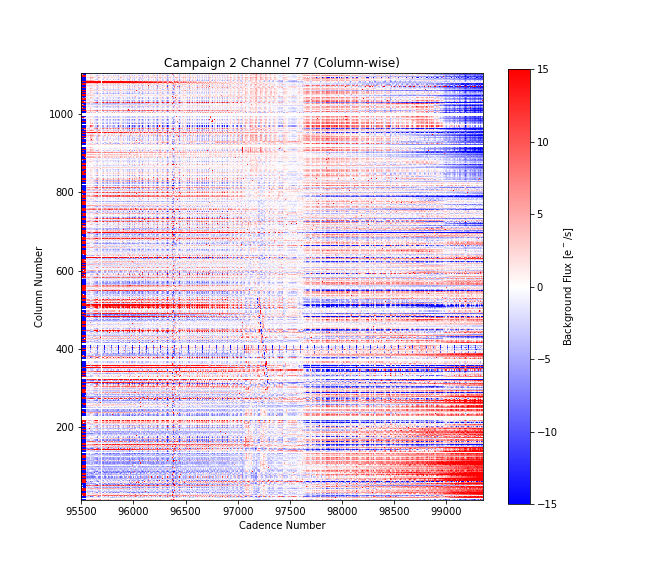 Campaign 2 Channel 77 (Column-wise)
Column Number
1000
800
600
400
200
95500 96000 96500 97000 97500 98000 98500 99000
Cadence Number
15
10
5
0
−5
−10
−15
Background Flux [e⁻/s]